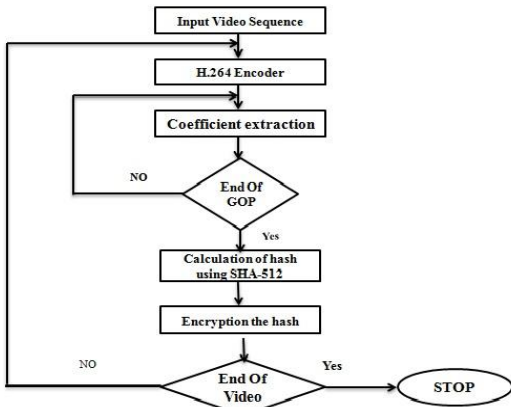 Input Video Sequence
H.264 Encoder
Coefficient extraction
NO
End Of
GOP
Yes
Calculation of hash
using SHA-512
Encryption the hash
NO
End Of
Video
Yes
STOP